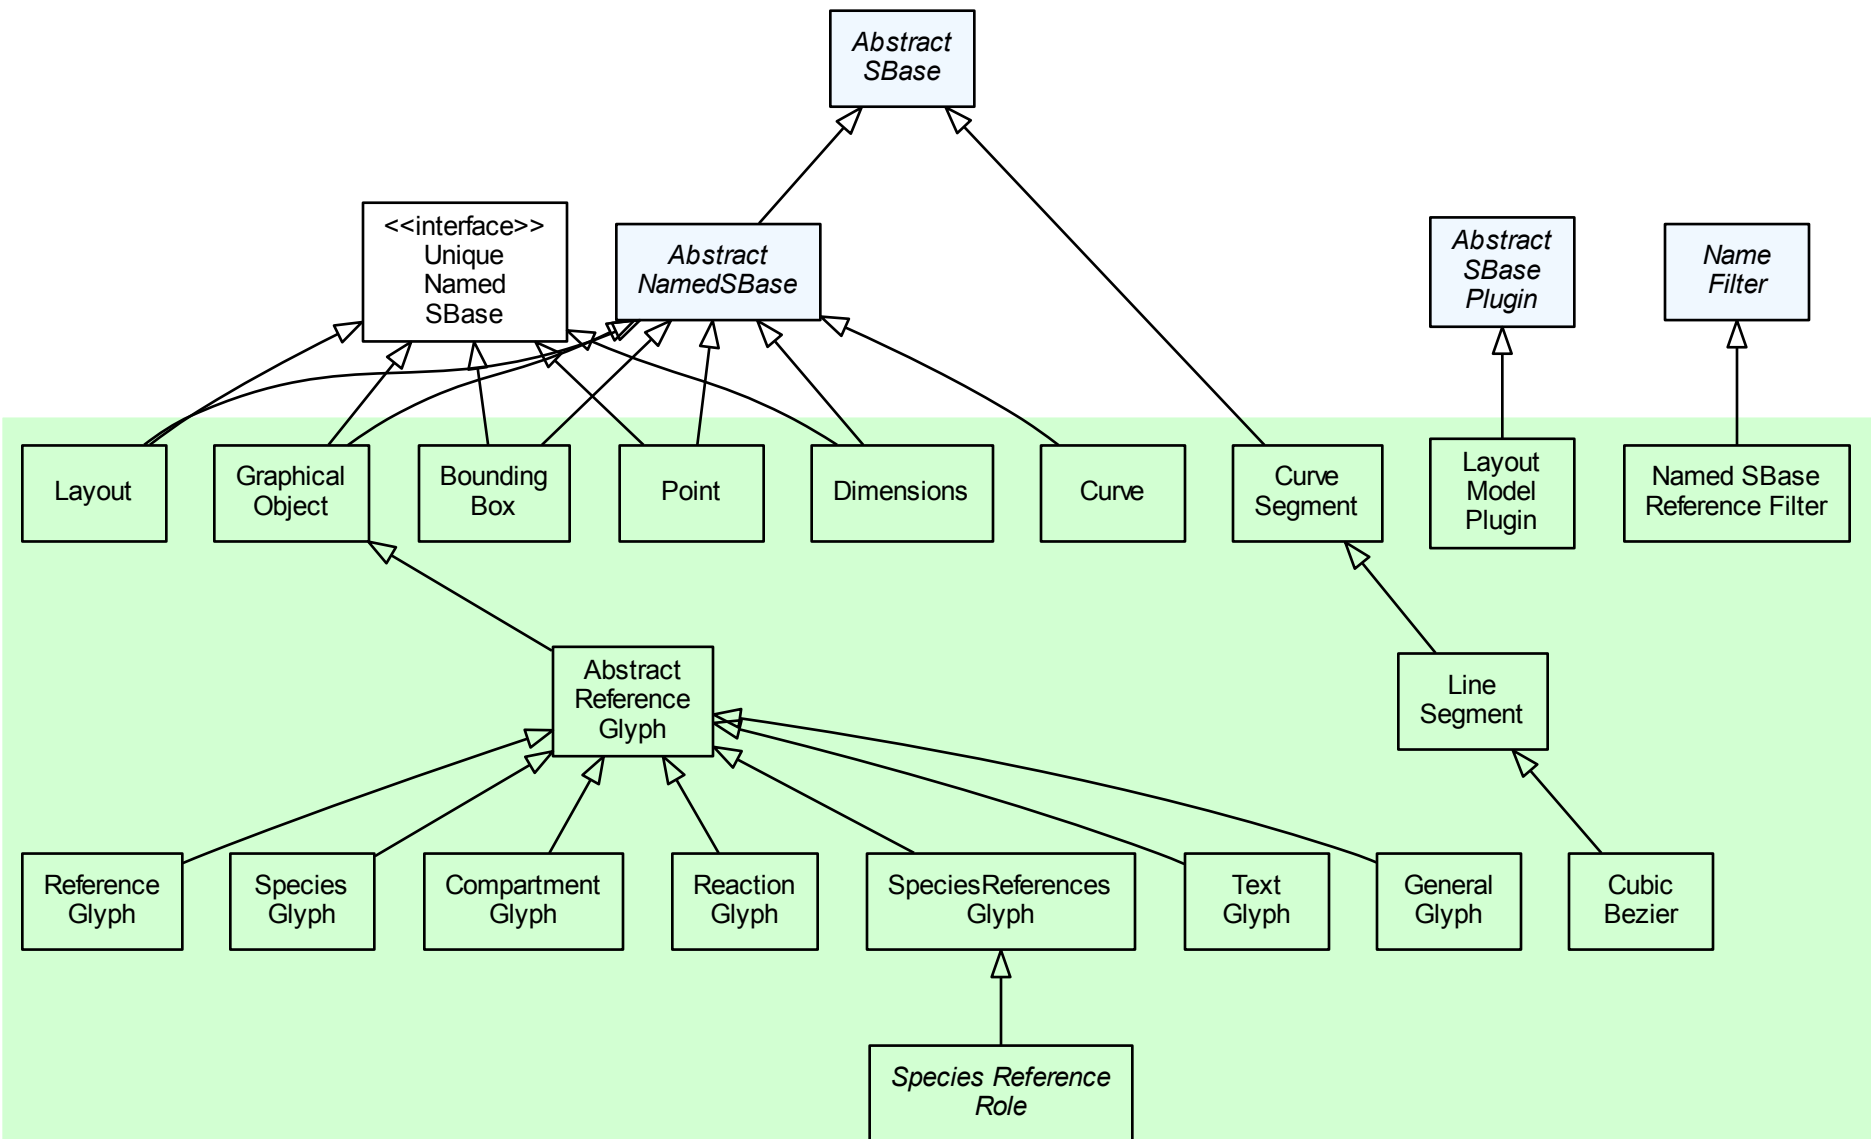 Abstract
SBase
<<interface>>
Unique
Named
SBase
Abstract
NamedSBase
Abstract
SBase
Plugin
Name
Filter
Layout
Graphical
Object
Bounding
Box
Point
Dimensions
Curve
Curve
Segment
Layout
Model
Plugin
Named SBase
Reference Filter
Abstract
Reference
Glyph
Line
Segment
Reference
Glyph
Species
Glyph
Compartment
Glyph
Reaction
Glyph
SpeciesReferences
Glyph
Text
Glyph
General
Glyph
Cubic
Bezier
Species Reference
Role